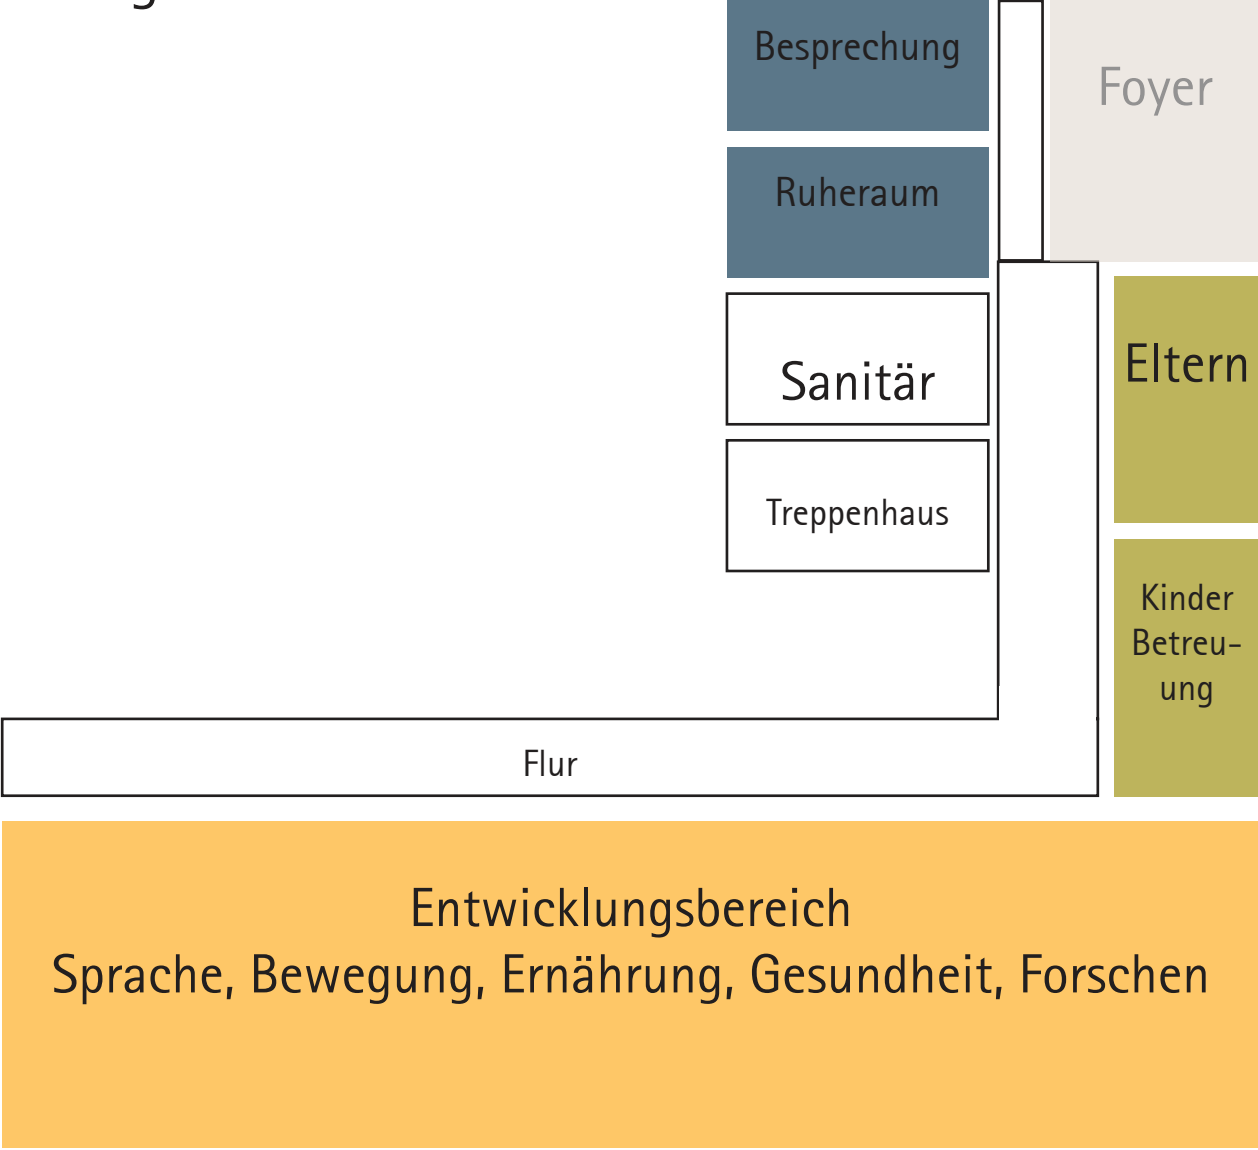 Besprechung
Foyer
Ruheraum
Sanitär
Eltern
Treppenhaus
Kinder
Betreu-
ung
Flur
Entwicklungsbereich
Sprache, Bewegung, Ernährung, Gesundheit, Forschen